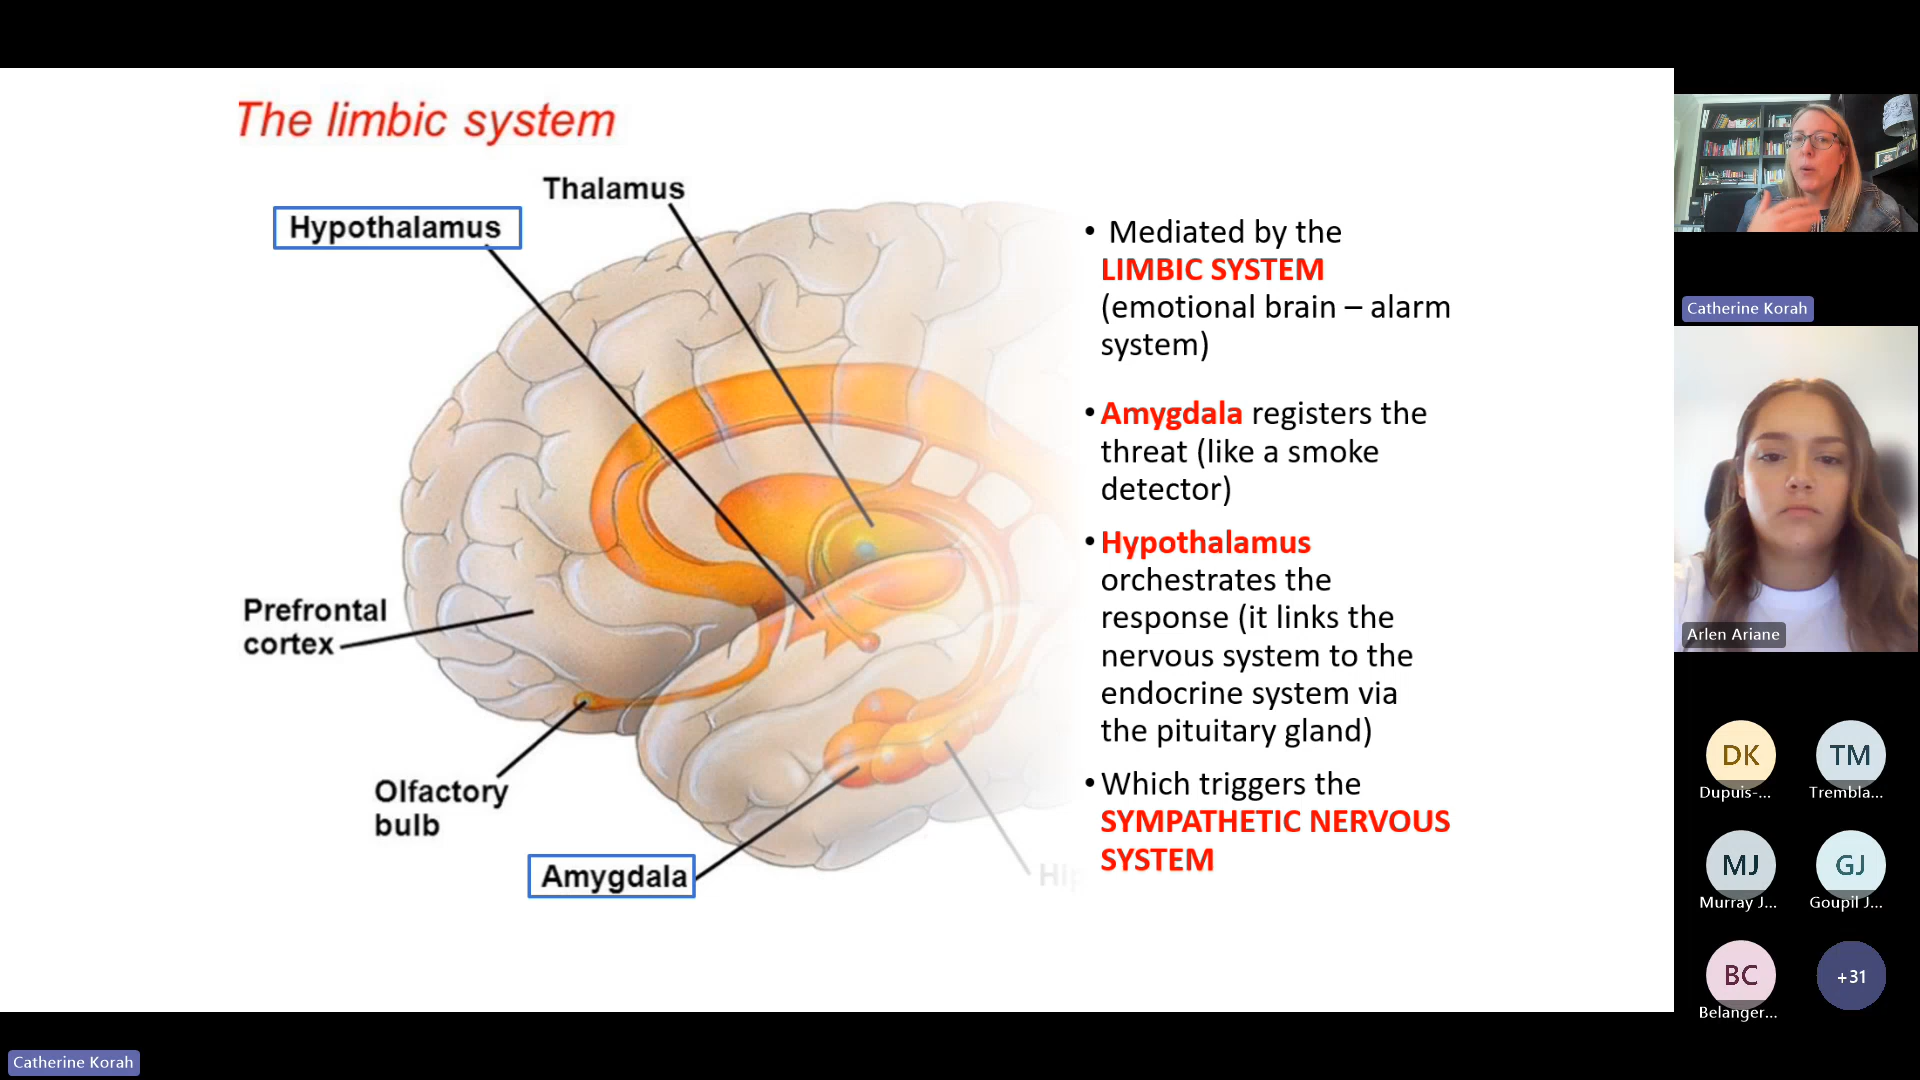 The limbic system
Thalamus
Hypothalamus
Prefrontal
cortex
Olfactory
bulb
Amygdala
• Mediated by the
LIMBIC SYSTEM
(emotional brain – alarm
system)
• Amygdala registers the
threat (like a smoke
detector)
• Hypothalamus
orchestrates the
response (it links the
nervous system to the
endocrine system via
the pituitary gland)
• Which triggers the
SYMPATHETIC NERVOUS
SYSTEM
Catherine Korah
Arlen Ariane
DK
Dupuis-...
TM
Trembla...
MJ
Murray J...
GJ
Goupil J...
BC
Belanger...
+31
Catherine Korah